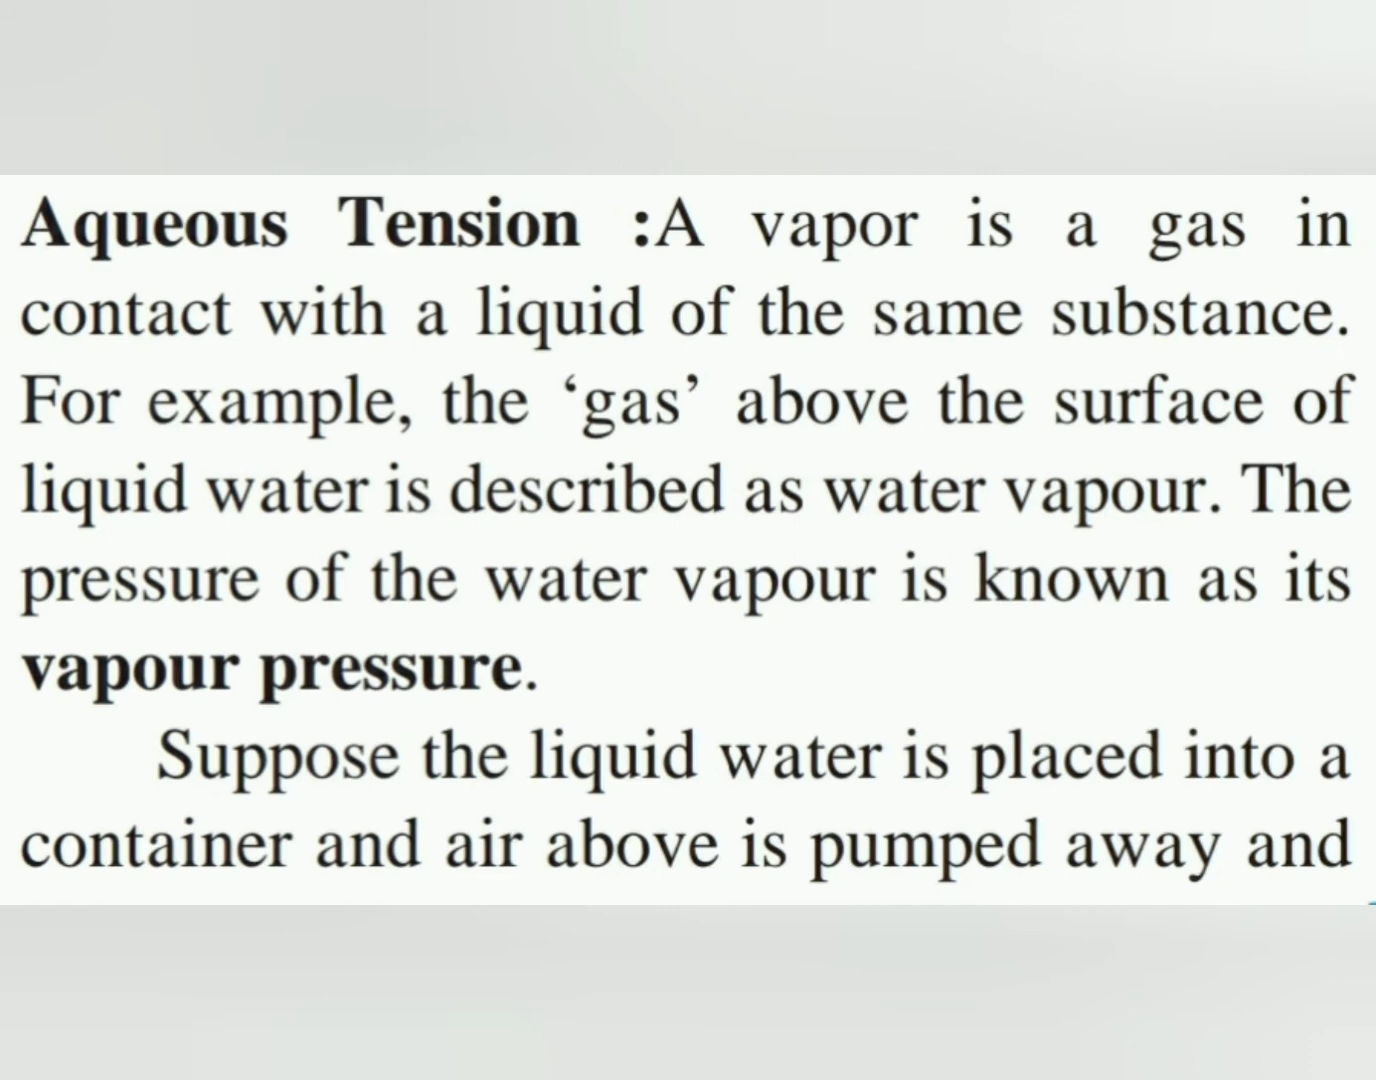 Aqueous Tension :A vapor is a gas in
contact with a liquid of the same substance.
For example, the ‘gas’ above the surface of
liquid water is described as water vapour. The
pressure of the water vapour is known as its
vapour pressure.
Suppose the liquid water is placed into a
container and air above is pumped away and